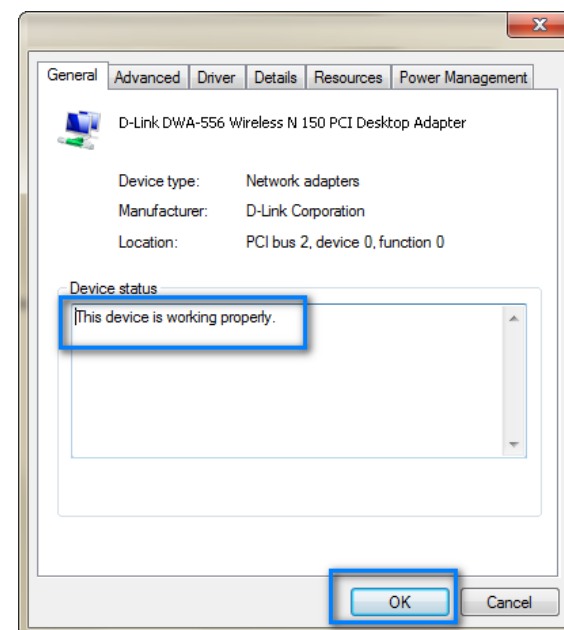 General Advanced Driver Details Resources Power Management
D-Link DWA-556 Wireless N 150 PCI Desktop Adapter
Device type: Network adapters
Manufacturer: D-Link Corporation
Location: PCI bus 2, device 0, function 0
Device status
This device is working properly.
OK Cancel